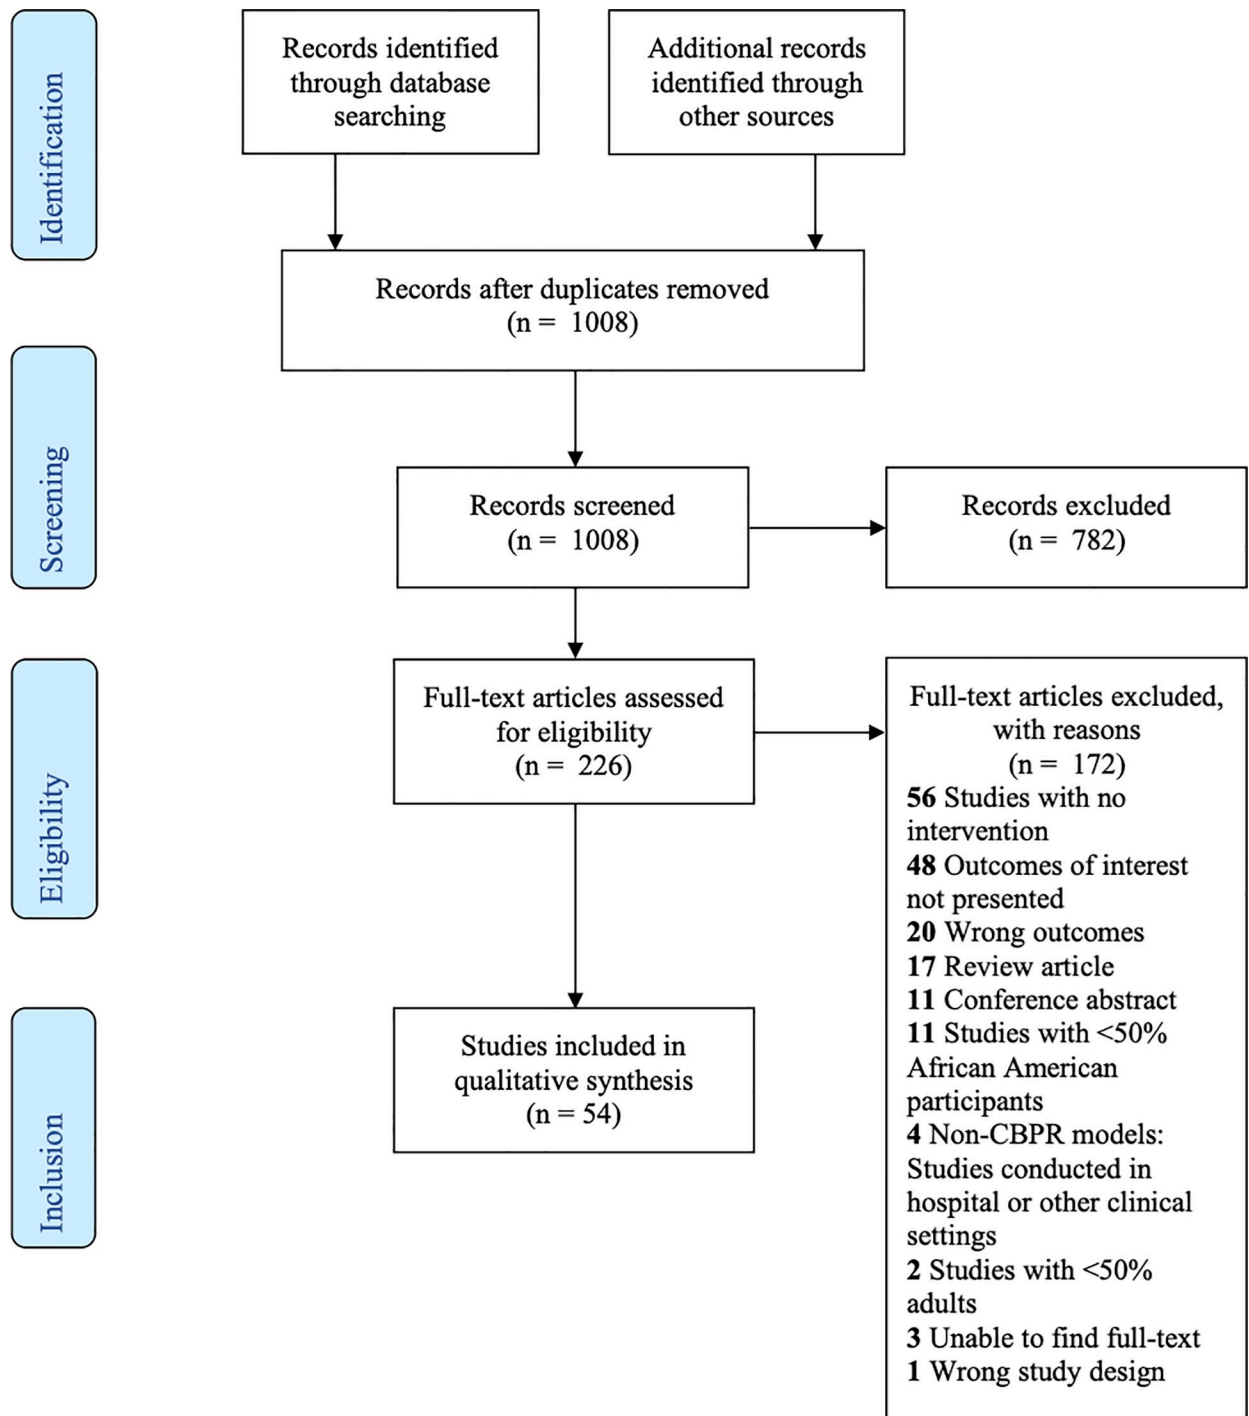 Identification
Records identified
through database
searching
Additional records
identified through
other sources
Records after duplicates removed
(n = 1008)
Screening
Records screened
(n = 1008)
Records excluded
(n = 782)
Eligibility
Full-text articles assessed
for eligibility
(n = 226)
Full-text articles excluded,
with reasons
(n = 172)
56 Studies with no
intervention
48 Outcomes of interest
not presented
20 Wrong outcomes
17 Review article
11 Conference abstract
11 Studies with <50%
African American
participants
4 Non-CBPR models:
Studies conducted in
hospital or other clinical
settings
2 Studies with <50%
adults
3 Unable to find full-text
1 Wrong study design
Inclusion
Studies included in
qualitative synthesis
(n = 54)